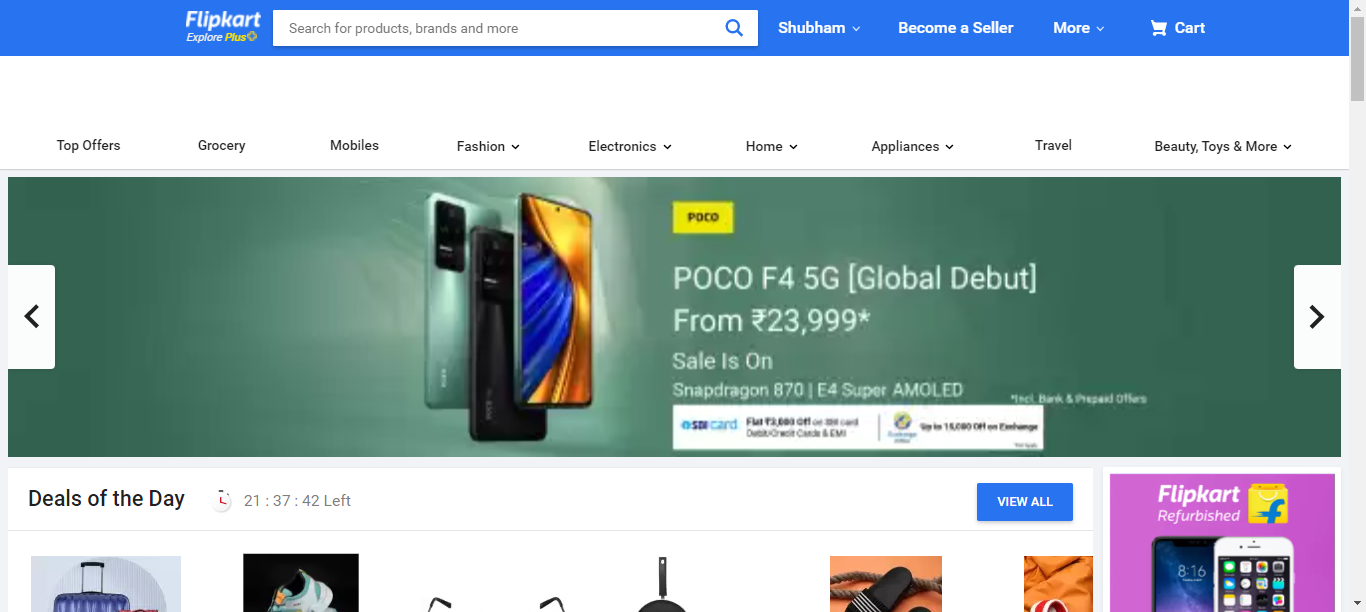 Flipkart
Explore Plus
Search for products, brands and more
Shubham
Become a Seller
More
Cart
Top Offers
Grocery
Mobiles
Fashion
Electronics
Home
Appliances
Travel
Beauty, Toys & More
POCO
POCO F4 5G [Global Debut]
From ₹23,999*
Sale Is On
Snapdragon 870 | E4 Super AMOLED
*Incl. Bank & Prepaid Offers
SBI card
Flat ₹3,000 Off on SBI card
Debit/Credit Cards & EMI
Up to 15,000 Off on Exchange
Deals of the Day
21 : 37 : 42 Left
VIEW ALL
Flipkart
Refurbished
8:16